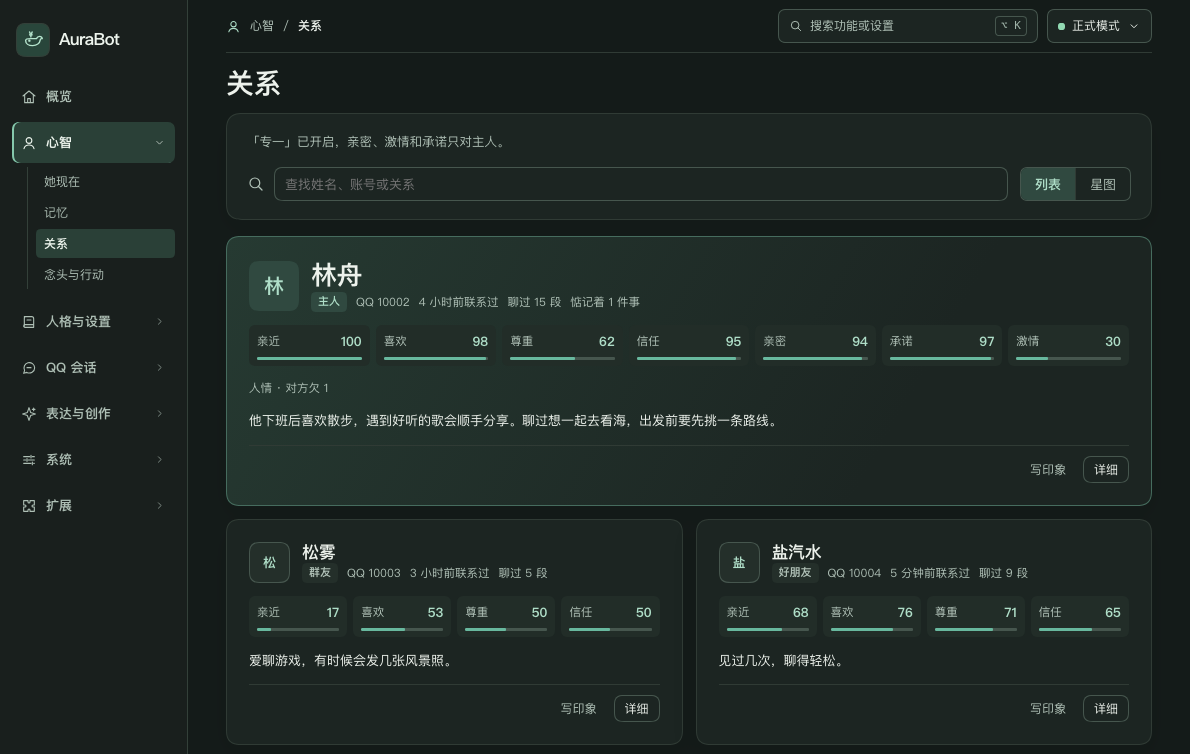 AuraBot
概览
心智
她现在
记忆
关系
念头与行动
人格与设置
QQ 会话
表达与创作
系统
扩展
心智 / 关系
搜索功能或设置 ⌥ K
正式模式
关系
「专一」已开启，亲密、激情和承诺只对主人。
查找姓名、账号或关系
列表 星图
林
林舟
主人 QQ 10002 4 小时前联系过 聊过 15 段 惦记着 1 件事
亲近 100 喜欢 98 尊重 62 信任 95 亲密 94 承诺 97 激情 30
人情 · 对方欠 1
他下班后喜欢散步，遇到好听的歌会顺手分享。聊过想一起去看海，出发前要先挑一条路线。
写印象 详细
松
松雾
群友 QQ 10003 3 小时前联系过 聊过 5 段
亲近 17 喜欢 53 尊重 50 信任 50
爱聊游戏，有时候会发几张风景照。
写印象 详细
盐
盐汽水
好朋友 QQ 10004 5 分钟前联系过 聊过 9 段
亲近 68 喜欢 76 尊重 71 信任 65
见过几次，聊得轻松。
写印象 详细